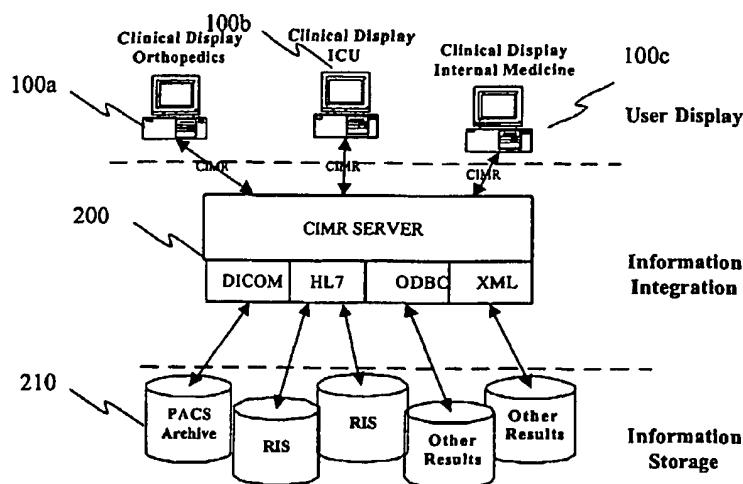 100b
Clinical Display
Orthopedics
Clinical Display
ICU
Clinical Display
Internal Medicine
100c
100a
User Display
CIMR
CIMR
CIMR
200
CIMR SERVER
DICOM
HL7
ODBC
XML
Information
Integration
210
PACS
Archive
RIS
RIS
Other
Results
Other
Results
Information
Storage